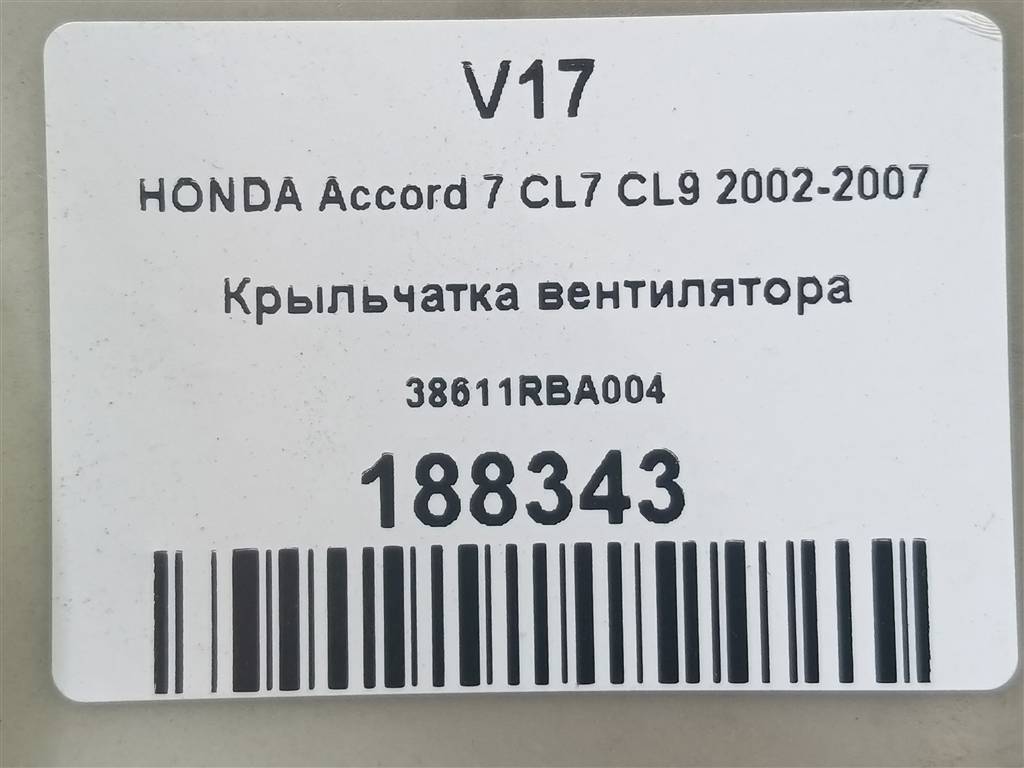 V17
HONDA Accord 7 CL7 CL9 2002-2007
Крыльчатка вентилятора
38611RBA004
188343